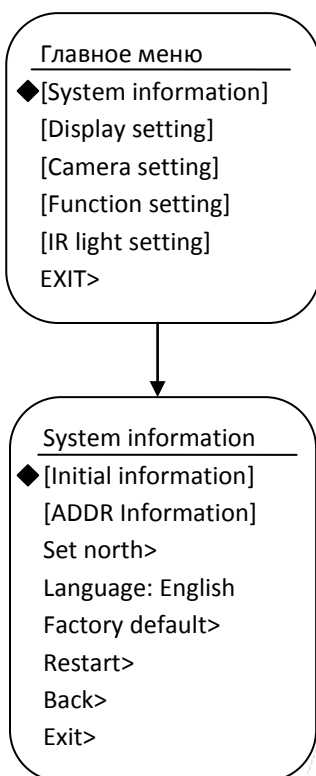 Главное меню
◆[System information]
[Display setting]
[Camera setting]
[Function setting]
[IR light setting]
EXIT>
System information
◆[Initial information]
[ADDR Information]
Set north>
Language: English
Factory default>
Restart>
Back>
Exit>